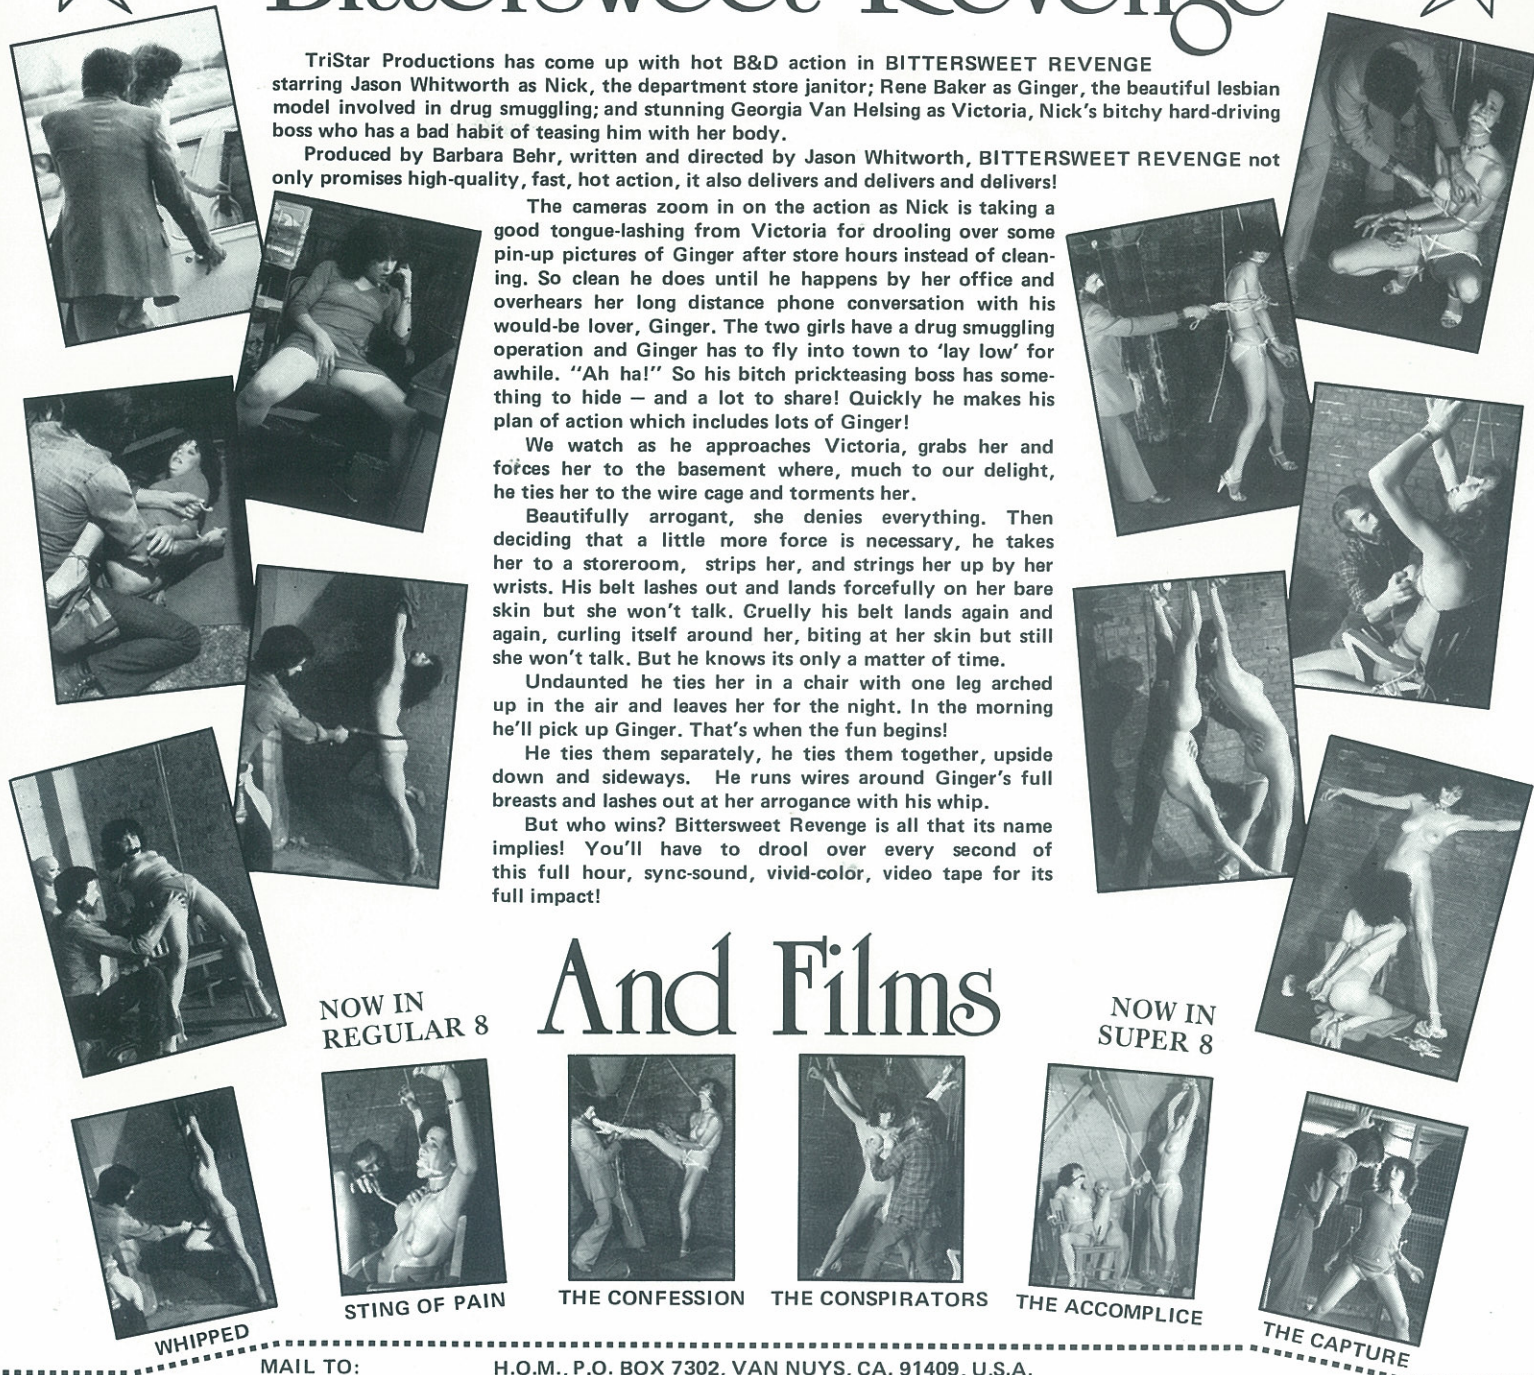 Bittersweet Revenge
TriStar Productions has come up with hot B&D action in BITTERSWEET REVENGE
starring Jason Whitworth as Nick, the department store janitor; Rene Baker as Ginger, the beautiful lesbian
model involved in drug smuggling; and stunning Georgia Van Helsing as Victoria, Nick's bitchy hard-driving
boss who has a bad habit of teasing him with her body.
Produced by Barbara Behr, written and directed by Jason Whitworth, BITTERSWEET REVENGE not
only promises high-quality, fast, hot action, it also delivers and delivers and delivers!
The cameras zoom in on the action as Nick is taking a
good tongue-lashing from Victoria for drooling over some
pin-up pictures of Ginger after store hours instead of clean-
ing. So clean he does until he happens by her office and
overhears her long distance phone conversation with his
would-be lover, Ginger. The two girls have a drug smuggling
operation and Ginger has to fly into town to 'lay low' for
awhile. "Ah ha!" So his bitch prickteasing boss has some-
thing to hide — and a lot to share! Quickly he makes his
plan of action which includes lots of Ginger!
We watch as he approaches Victoria, grabs her and
forces her to the basement where, much to our delight,
he ties her to the wire cage and torments her.
Beautifully arrogant, she denies everything. Then
deciding that a little more force is necessary, he takes
her to a storeroom, strips her, and strings her up by her
wrists. His belt lashes out and lands forcefully on her bare
skin but she won't talk. Cruelly his belt lands again and
again, curling itself around her, biting at her skin but still
she won't talk. But he knows its only a matter of time.
Undaunted he ties her in a chair with one leg arched
up in the air and leaves her for the night. In the morning
he'll pick up Ginger. That's when the fun begins!
He ties them separately, he ties them together, upside
down and sideways. He runs wires around Ginger's full
breasts and lashes out at her arrogance with his whip.
But who wins? Bittersweet Revenge is all that its name
implies! You'll have to drool over every second of
this full hour, sync-sound, vivid-color, video tape for its
full impact!
And Films
NOW IN
REGULAR 8
NOW IN
SUPER 8
WHIPPED
STING OF PAIN
THE CONFESSION
THE CONSPIRATORS
THE ACCOMPLICE
THE CAPTURE
MAIL TO: H.O.M., P.O. BOX 7302, VAN NUYS, CA. 91409, U.S.A.